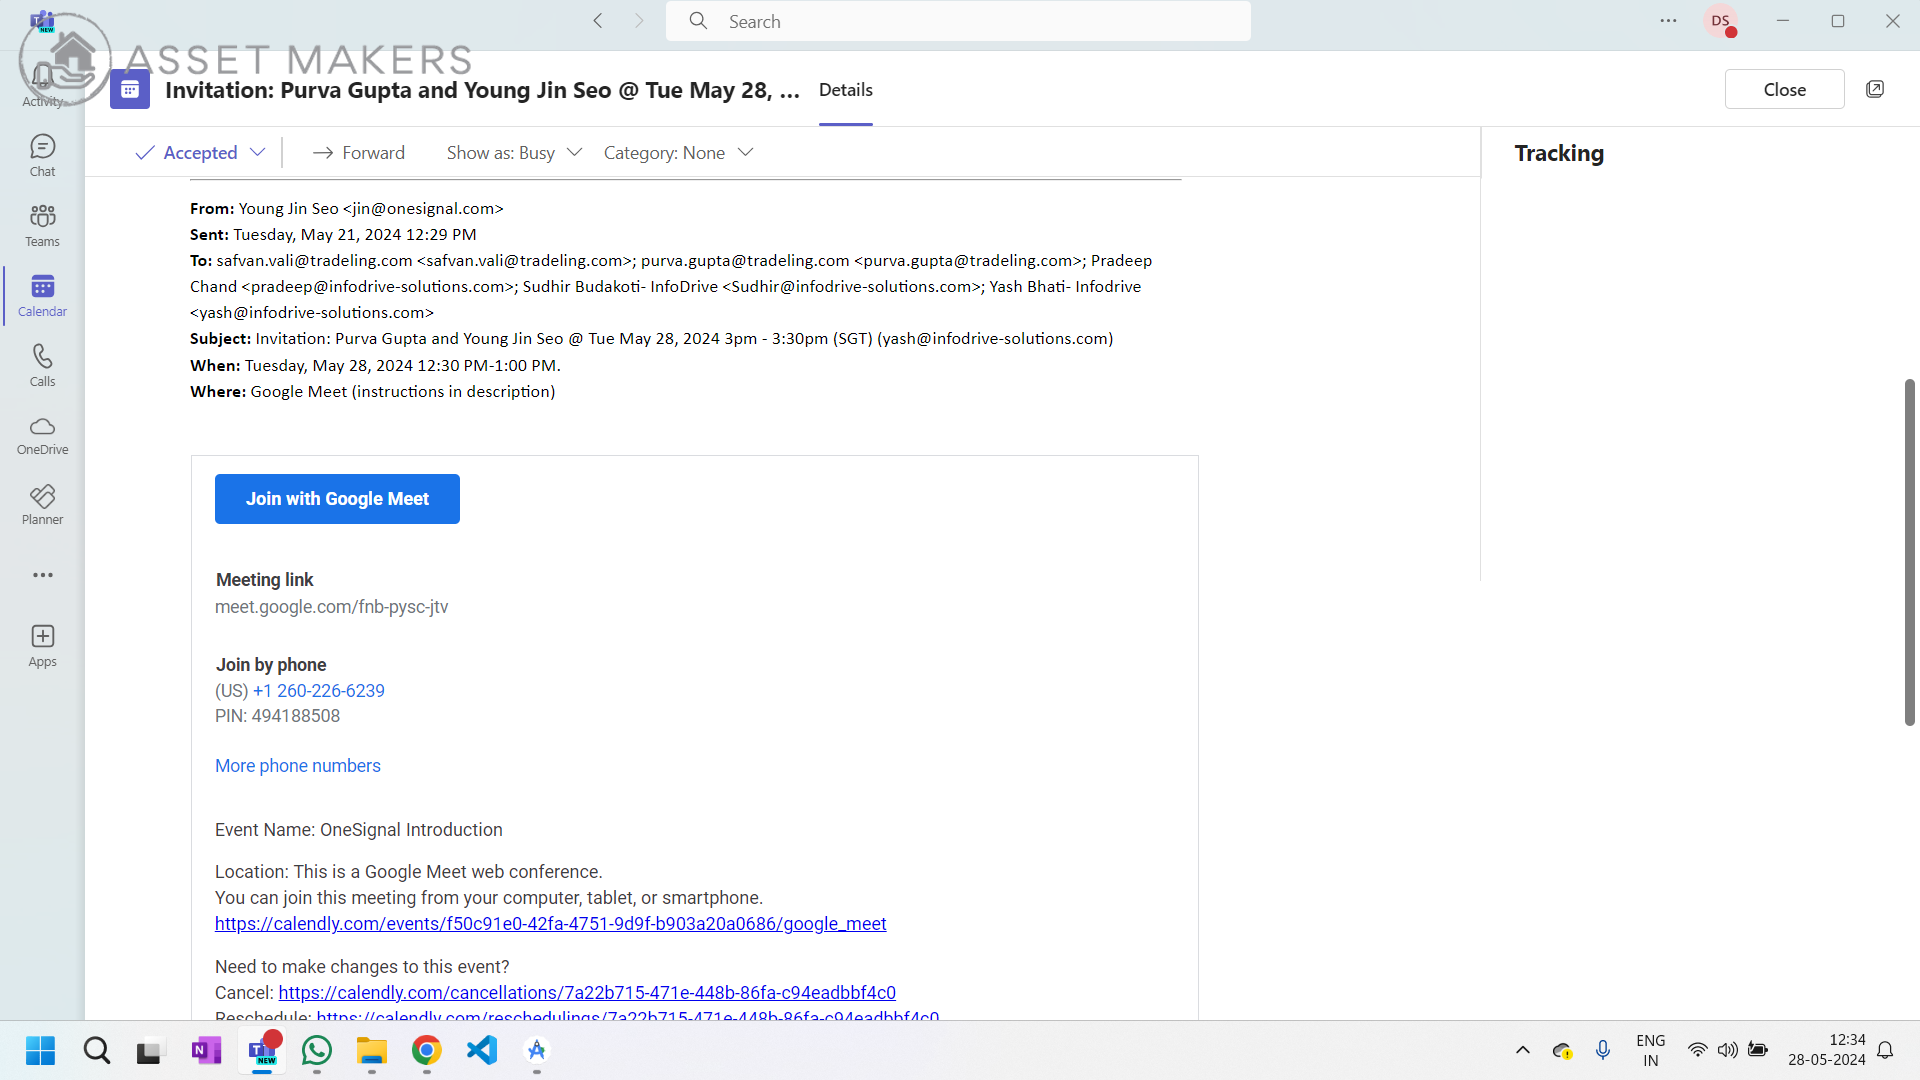 Search
DS
NEW
ASSET MAKERS
Invitation: Purva Gupta and Young Jin Seo @ Tue May 28, ...
Details
Close
Activity
Chat
Teams
Calendar
Calls
OneDrive
Planner
Apps
Accepted
Forward
Show as: Busy
Category: None
Tracking
From: Young Jin Seo <jin@onesignal.com>
Sent: Tuesday, May 21, 2024 12:29 PM
To: safvan.vali@tradeling.com <safvan.vali@tradeling.com>; purva.gupta@tradeling.com <purva.gupta@tradeling.com>; Pradeep
Chand <pradeep@infodrive-solutions.com>; Sudhir Budakoti- InfoDrive <Sudhir@infodrive-solutions.com>; Yash Bhati- Infodrive
<yash@infodrive-solutions.com>
Subject: Invitation: Purva Gupta and Young Jin Seo @ Tue May 28, 2024 3pm - 3:30pm (SGT) (yash@infodrive-solutions.com)
When: Tuesday, May 28, 2024 12:30 PM-1:00 PM.
Where: Google Meet (instructions in description)
Join with Google Meet
Meeting link
meet.google.com/fnb-pysc-jtv
Join by phone
(US) +1 260-226-6239
PIN: 494188508
More phone numbers
Event Name: OneSignal Introduction
Location: This is a Google Meet web conference.
You can join this meeting from your computer, tablet, or smartphone.
https://calendly.com/events/f50c91e0-42fa-4751-9d9f-b903a20a0686/google_meet
Need to make changes to this event?
Cancel: https://calendly.com/cancellations/7a22b715-471e-448b-86fa-c94eadbbf4c0
Reschedule: https://calendly.com/reschedulings/7a22b715-471e-448b-86fa-c94eadbbf4c0
N
T
NEW
ENG
IN
12:34
28-05-2024